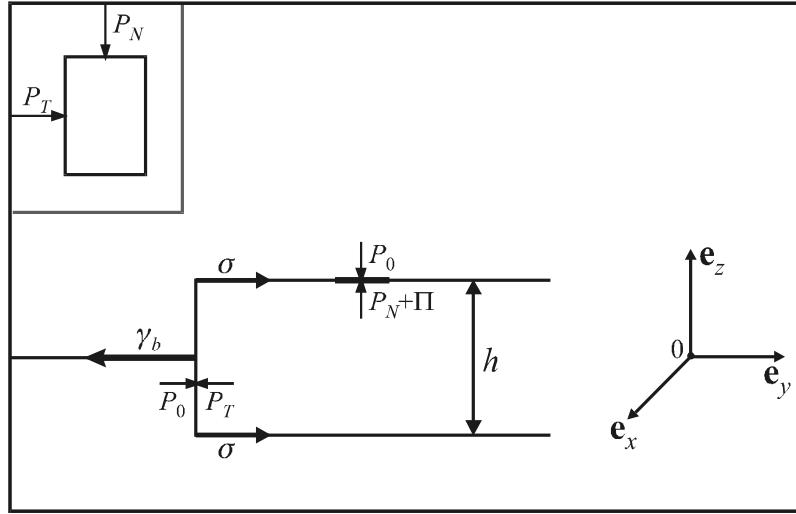 P_N
P_T
σ
P_0
P_N+Π
γ_b
h
P_0 P_T
σ
e_z
0
e_y
e_x